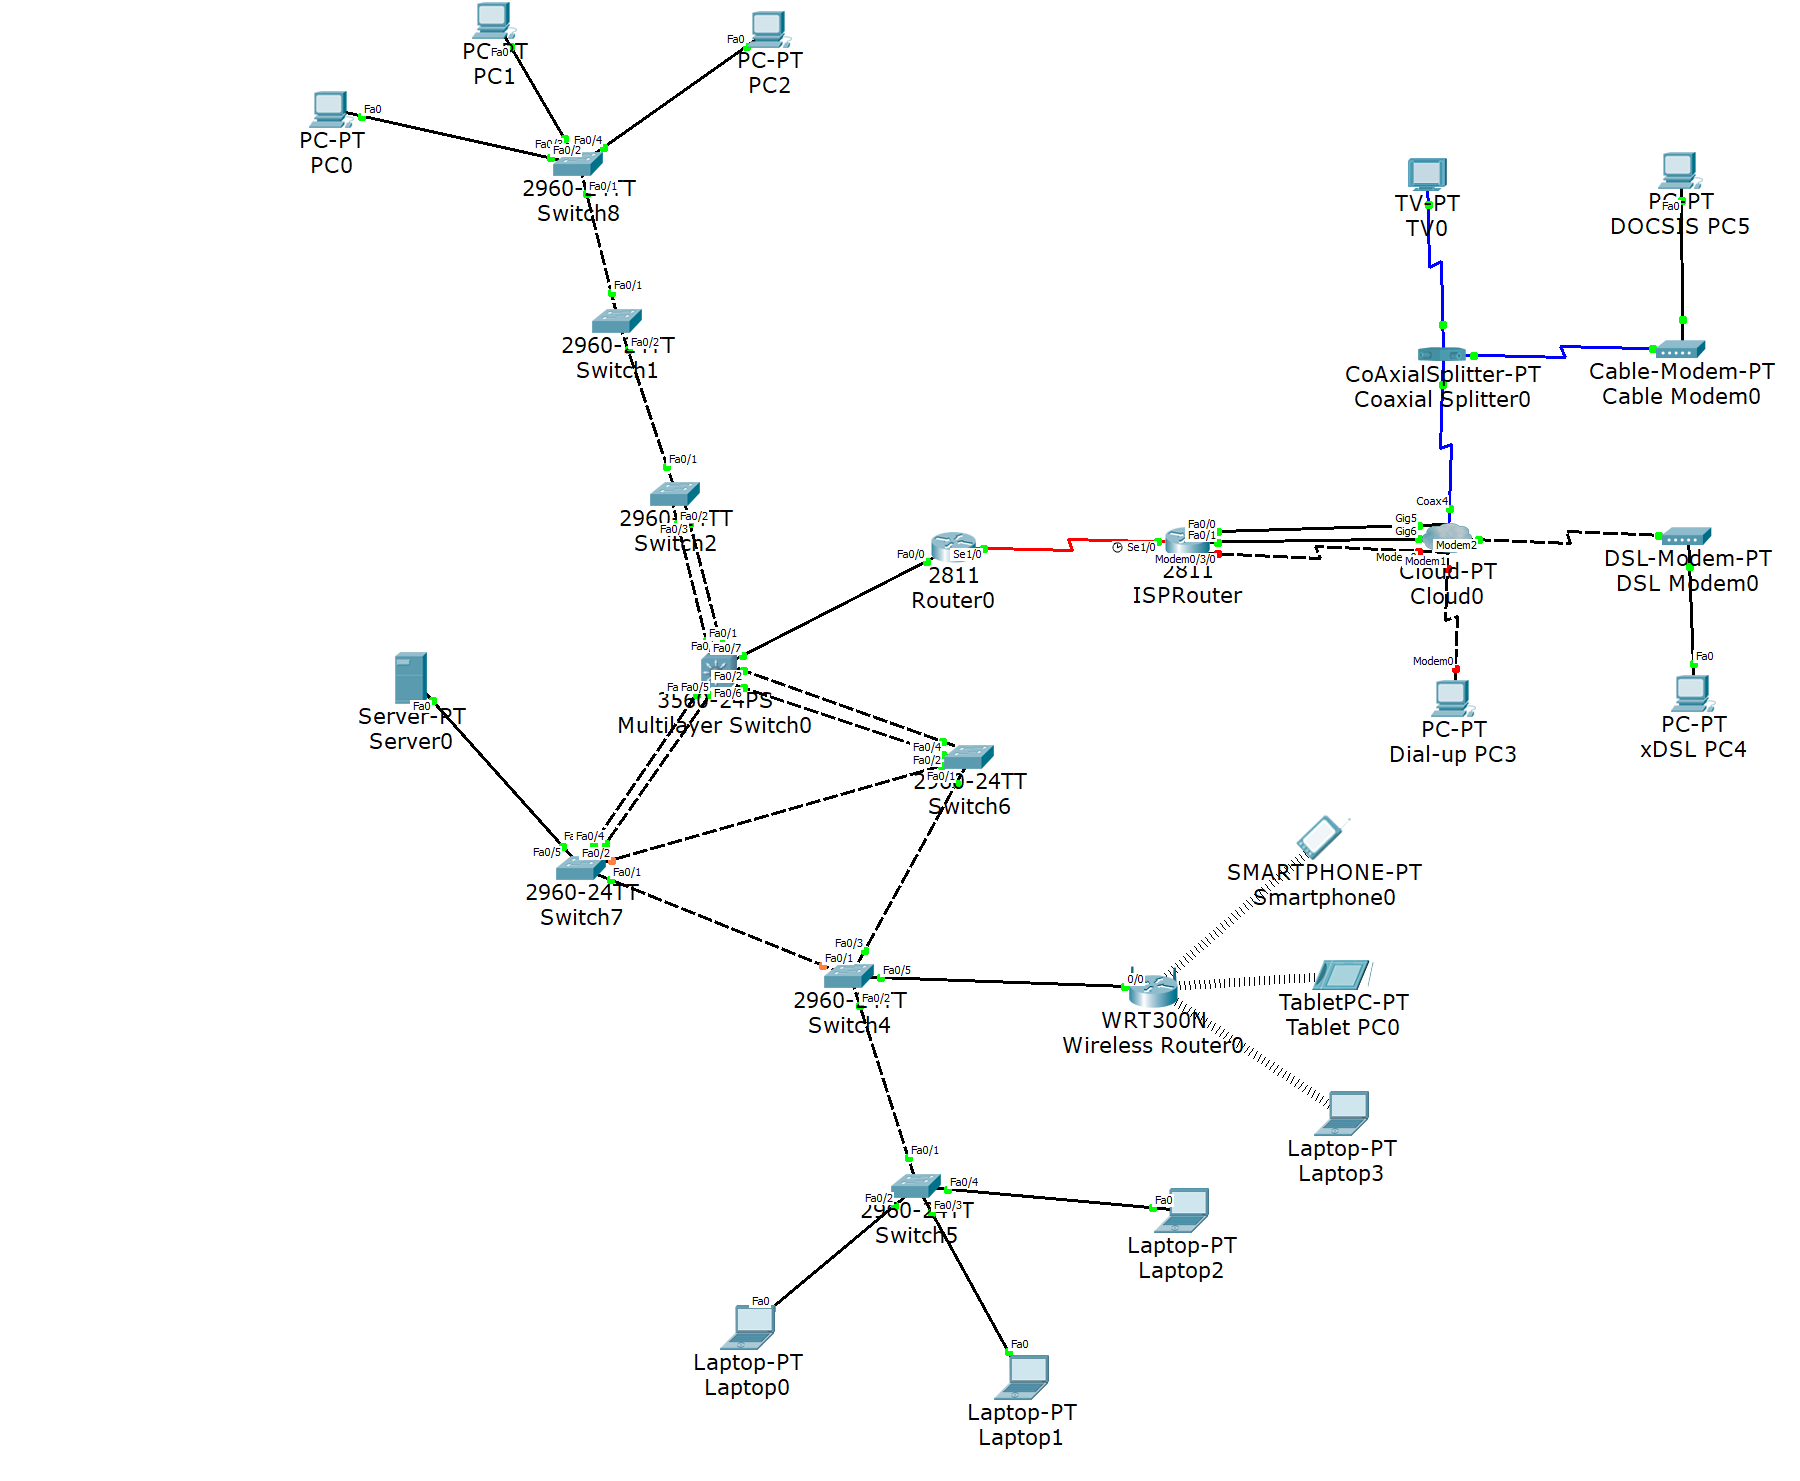 PC-PT
PC1
Fa0
PC-PT
PC2
Fa0
PC-PT
PC0
Fa0
Fa0/4
Fa0/2
2960-24TT
Switch8
Fa0/1
Fa0/1
2960-24TT
Switch1
Fa0/2
Fa0/1
2960-24TT
Switch2
Fa0/2
Fa0/3
TV-PT
TV0
PC-PT
DOCSIS PC5
Fa0
CoAxialSplitter-PT
Coaxial Splitter0
Cable-Modem-PT
Cable Modem0
Fa0/0
Se1/0
2811
Router0
Se1/0
Fa0/0
Fa0/1
Modem0/3/0
2811
ISPRouter
Coax4
Gig5
Gig6
Modem2
Mode
Modem1
Cloud-PT
Cloud0
DSL-Modem-PT
DSL Modem0
Modem0
PC-PT
Dial-up PC3
Fa0
PC-PT
xDSL PC4
Fa0/1
Fa0/7
Fa0/2
Fa0/5
Fa0/6
3560-24PS
Multilayer Switch0
Server-PT
Server0
Fa0
Fa0/4
Fa0/2
Fa0/1
2960-24TT
Switch6
Fa0/4
Fa0/2
Fa0/5
Fa0/1
2960-24TT
Switch7
SMARTPHONE-PT
Smartphone0
Fa0/3
Fa0/1
Fa0/5
Fa0/2
2960-24TT
Switch4
0/0
WRT300N
Wireless Router0
TabletPC-PT
Tablet PC0
Laptop-PT
Laptop3
Fa0/1
Fa0/4
Fa0/2
Fa0/3
2960-24TT
Switch5
Fa0
Laptop-PT
Laptop2
Fa0
Laptop-PT
Laptop0
Fa0
Laptop-PT
Laptop1